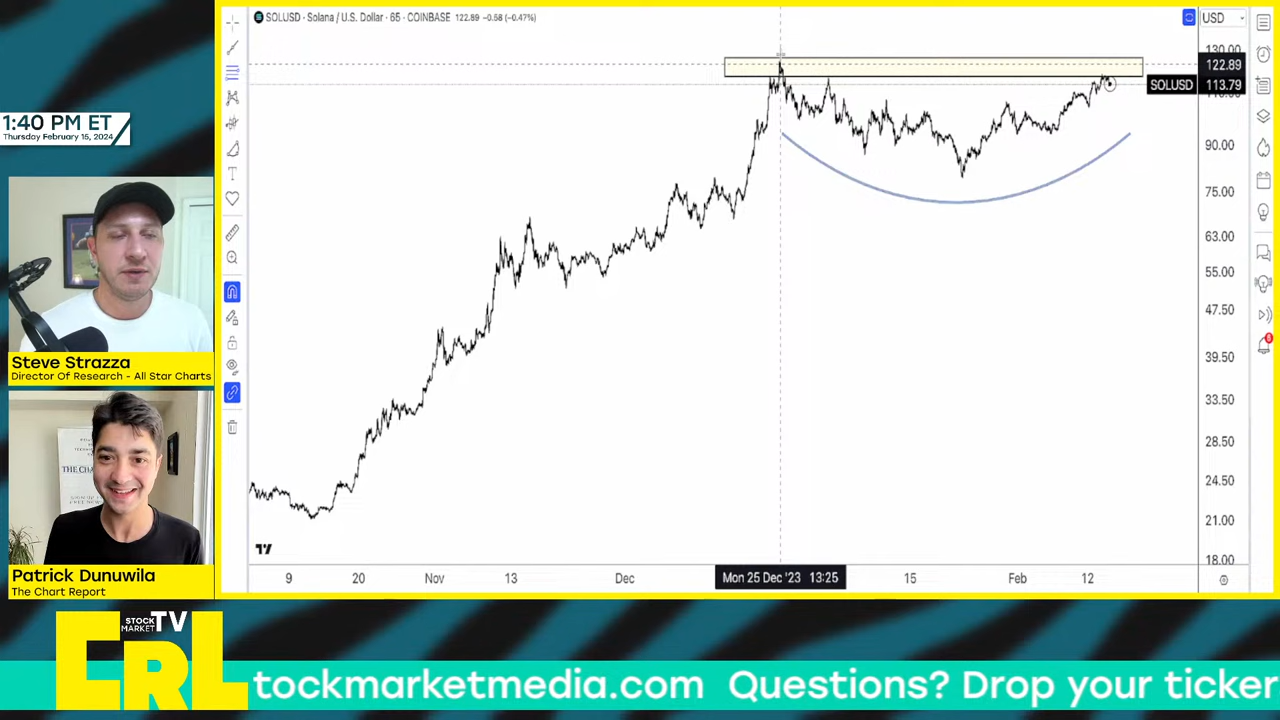 SOLUSD · Solana / U.S. Dollar · 65 · COINBASE 122.89 −0.58 (−0.47%)
USD
130.00
122.89
SOLUSD 113.79
90.00
75.00
63.00
55.00
47.50
39.50
33.50
28.50
24.50
21.00
18.00
9 20 Nov 13 Dec Mon 25 Dec '23 13:25 15 Feb 12
1:40 PM ET
Thursday February 15, 2024
Steve Strazza
Director Of Research - All Star Charts
Patrick Dunuwila
The Chart Report
STOCK
MARKET TV
ERL
tockmarketmedia.com Questions? Drop your ticker